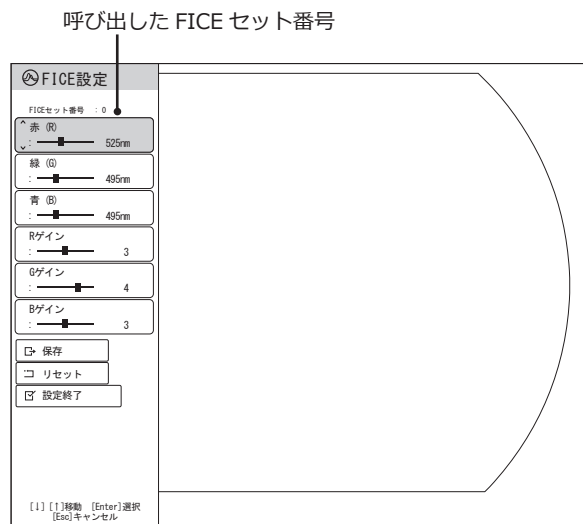 呼び出した FICE セット番号
FICE設定
FICEセット番号 : 0
赤 (R)
: 525nm
緑 (G)
: 495nm
青 (B)
: 495nm
Rゲイン
: 3
Gゲイン
: 4
Bゲイン
: 3
保存
リセット
設定終了
[↓] [↑]移動 [Enter]選択
[Esc]キャンセル